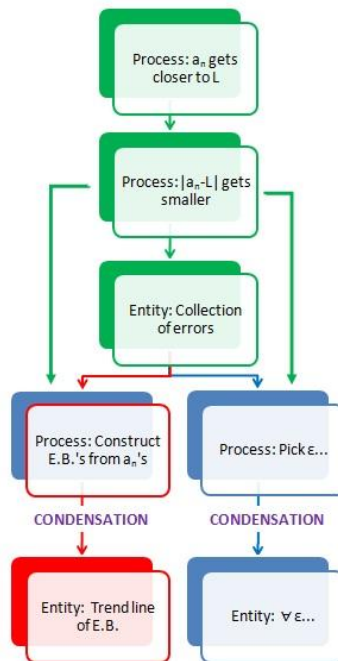 Process: aₙ gets
closer to L
Process: |aₙ-L| gets
smaller
Entity: Collection
of errors
Process: Construct
E.B.'s from aₙ's
Process: Pick ε...
CONDENSATION
CONDENSATION
Entity: Trend line
of E.B.
Entity: ∀ ε...